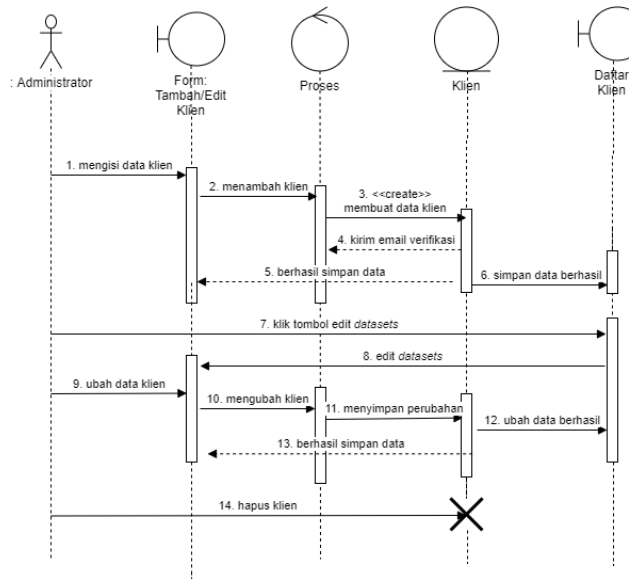 : Administrator
Form:
Tambah/Edit
Klien
Proses
Klien
Daftar
Klien
1. mengisi data klien
2. menambah klien
3. <<create>>
membuat data klien
4. kirim email verifikasi
5. berhasil simpan data
6. simpan data berhasil
7. klik tombol edit datasets
8. edit datasets
9. ubah data klien
10. mengubah klien
11. menyimpan perubahan
12. ubah data berhasil
13. berhasil simpan data
14. hapus klien